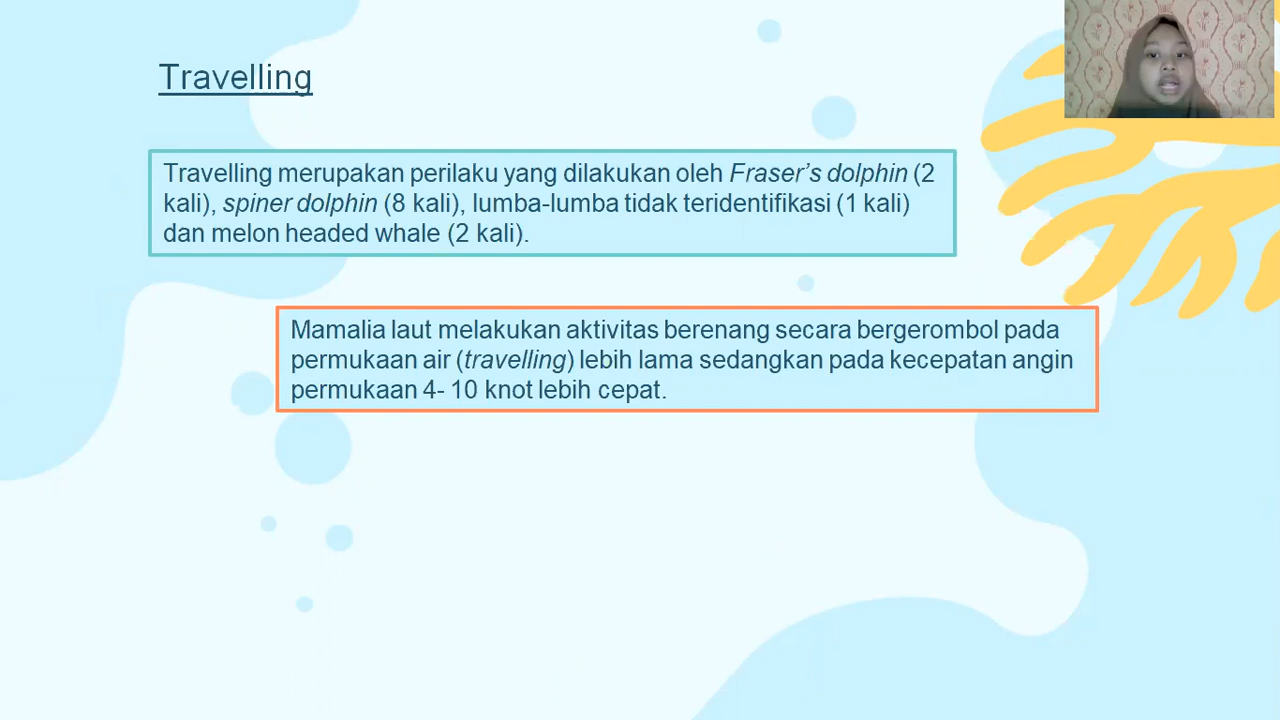 Travelling
Travelling merupakan perilaku yang dilakukan oleh Fraser’s dolphin (2
kali), spiner dolphin (8 kali), lumba-lumba tidak teridentifikasi (1 kali)
dan melon headed whale (2 kali).
Mamalia laut melakukan aktivitas berenang secara bergerombol pada
permukaan air (travelling) lebih lama sedangkan pada kecepatan angin
permukaan 4- 10 knot lebih cepat.